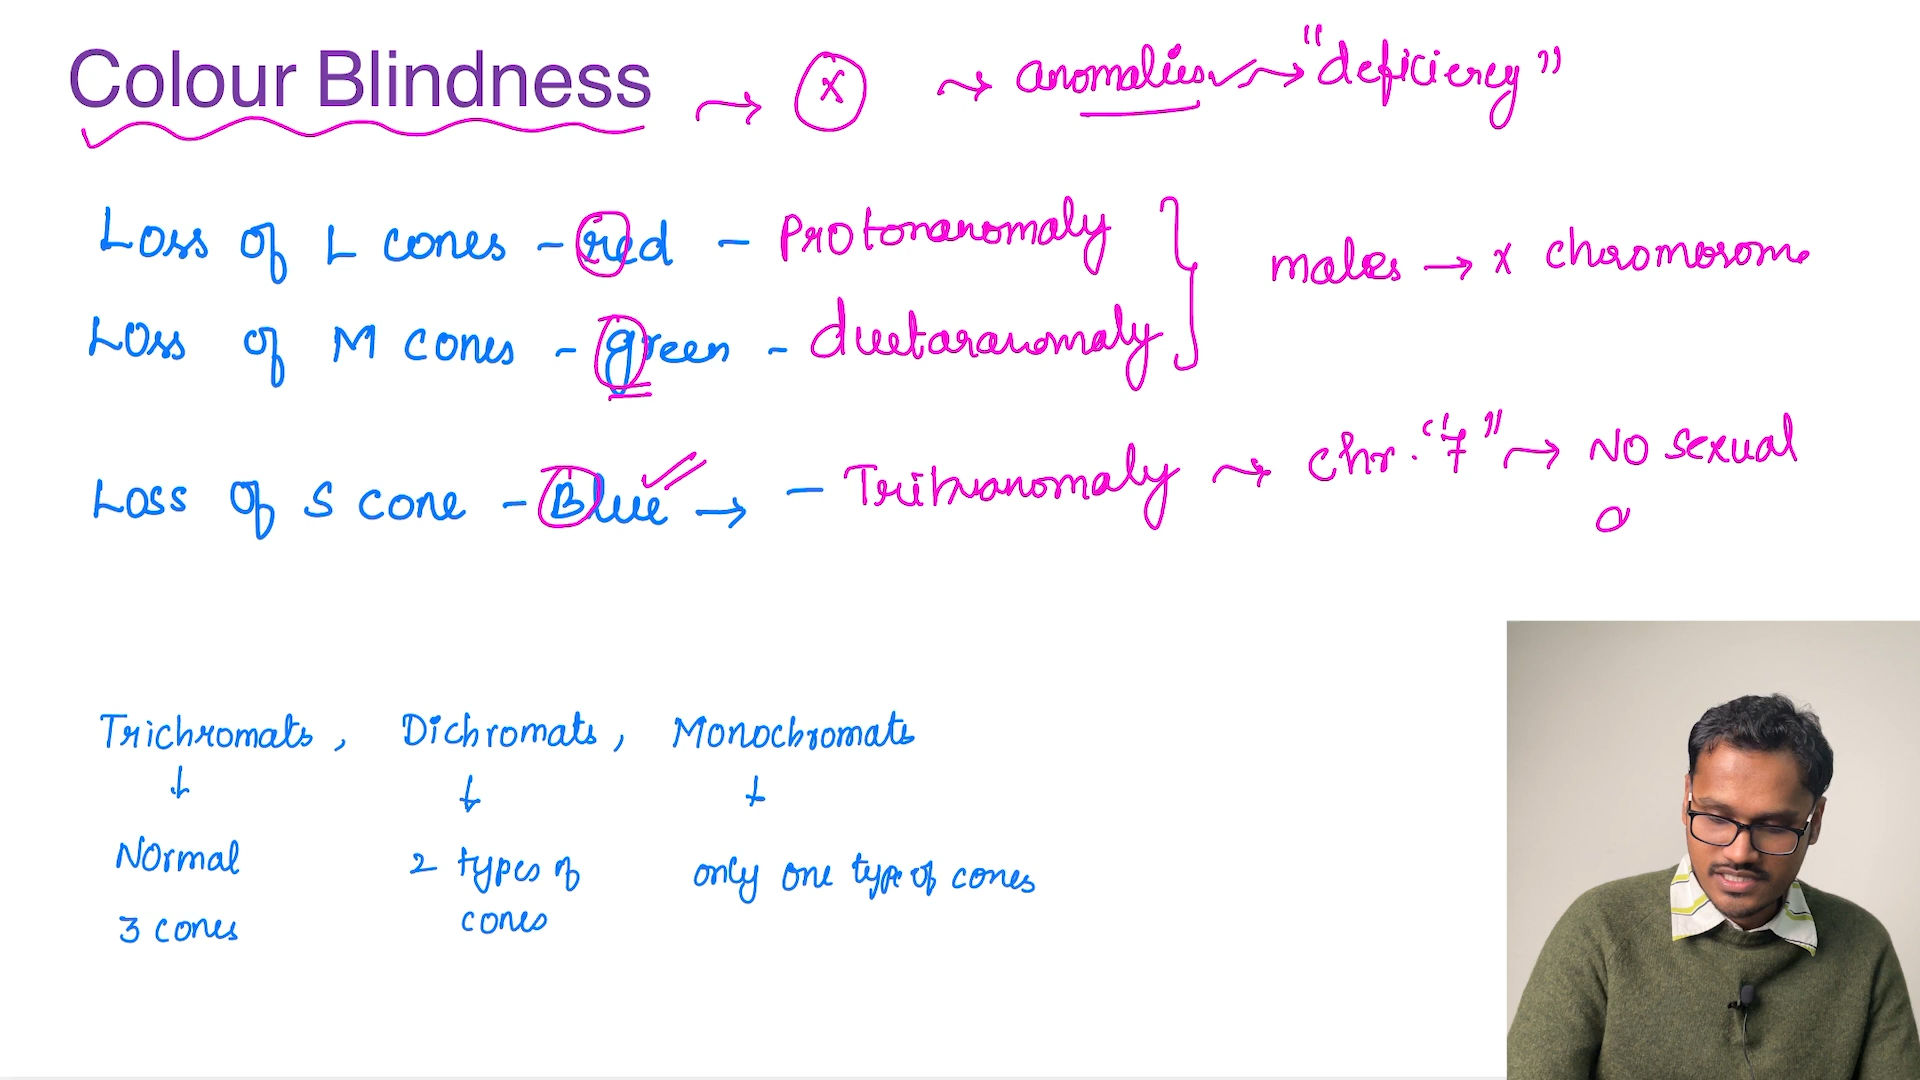 Colour Blindness → X → anomalies → "deficiency"
Loss of L cones - red - Protonanomaly
males → X chromosome
Loss of M cones - green - duetaranomaly
Loss of S cone - Blue → - Tritranomaly → chr. "7" → NO sexual
Trichromats, Dichromats, Monochromats
Normal 2 types of only one type of cones
3 cones cones